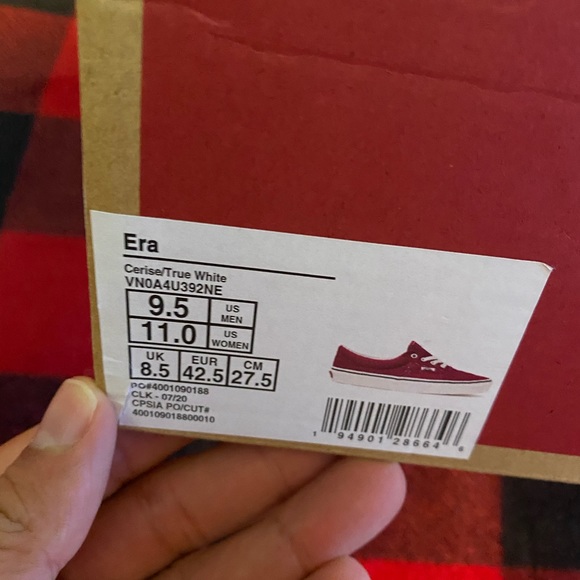 Era
Cerise/True White
VN0A4U392NE
9.5 US MEN
11.0 US WOMEN
UK 8.5 EUR 42.5 CM 27.5
PO#4001090188
CLK - 07/20
CPSIA PO/CUT#
400109018800010
1 94901 28664 6